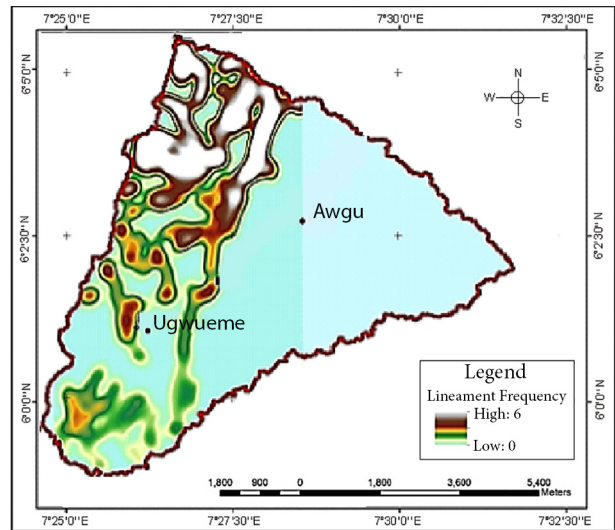 7°25'0"E 7°27'30"E 7°30'0"E 7°32'30"E
6°5'0"N 6°5'0"N
N
W E
S
Awgu
6°2'30"N 6°2'30"N
Ugwueme
Legend
Lineament Frequency
High: 6
Low: 0
6°0'0"N 6°0'0"N
1,800 900 0 1,800 3,600 5,400
Meters
7°25'0"E 7°27'30"E 7°30'0"E 7°32'30"E